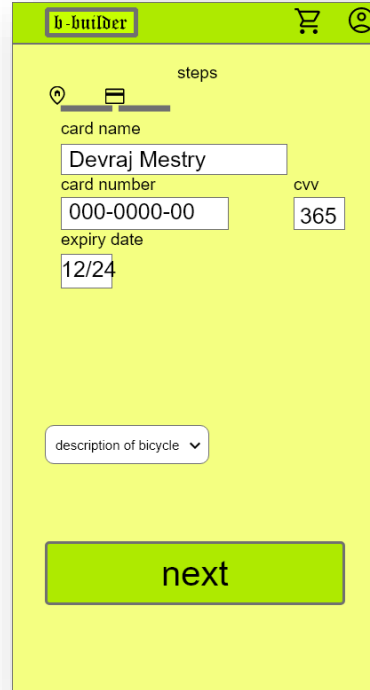 b-builder
steps
card name
Devraj Mestry
card number cvv
000-0000-00 365
expiry date
12/24
description of bicycle
next